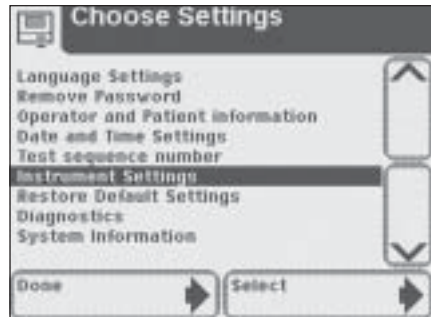 Choose Settings
Language Settings
Remove Password
Operator and Patient information
Date and Time Settings
Test sequence number
Instrument Settings
Restore Default Settings
Diagnostics
System Information
Done
Select